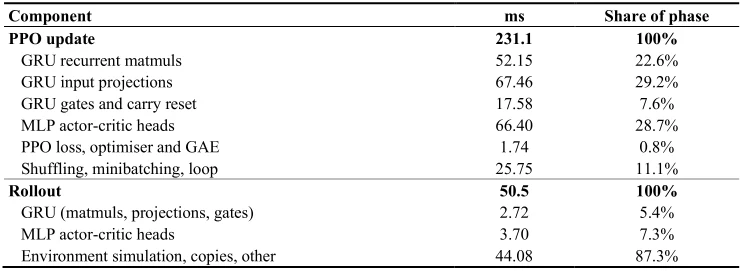 Component ms Share of phase
PPO update 231.1 100%
GRU recurrent matmuls 52.15 22.6%
GRU input projections 67.46 29.2%
GRU gates and carry reset 17.58 7.6%
MLP actor-critic heads 66.40 28.7%
PPO loss, optimiser and GAE 1.74 0.8%
Shuffling, minibatching, loop 25.75 11.1%
Rollout 50.5 100%
GRU (matmuls, projections, gates) 2.72 5.4%
MLP actor-critic heads 3.70 7.3%
Environment simulation, copies, other 44.08 87.3%